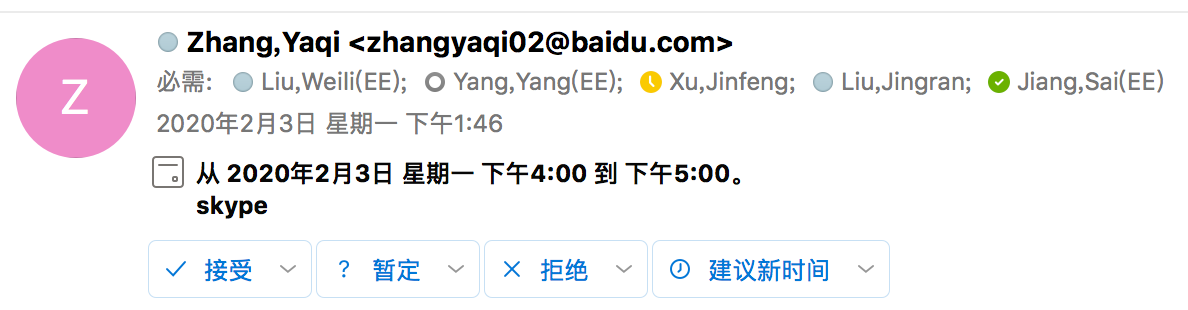 Zhang,Yaqi <zhangyaqi02@baidu.com>
Z
必需: Liu,Weili(EE); Yang,Yang(EE); Xu,Jinfeng; Liu,Jingran; Jiang,Sai(EE)
2020年2月3日 星期一 下午1:46
从 2020年2月3日 星期一 下午4:00 到 下午5:00。
skype
接受 ? 暂定 拒绝 建议新时间